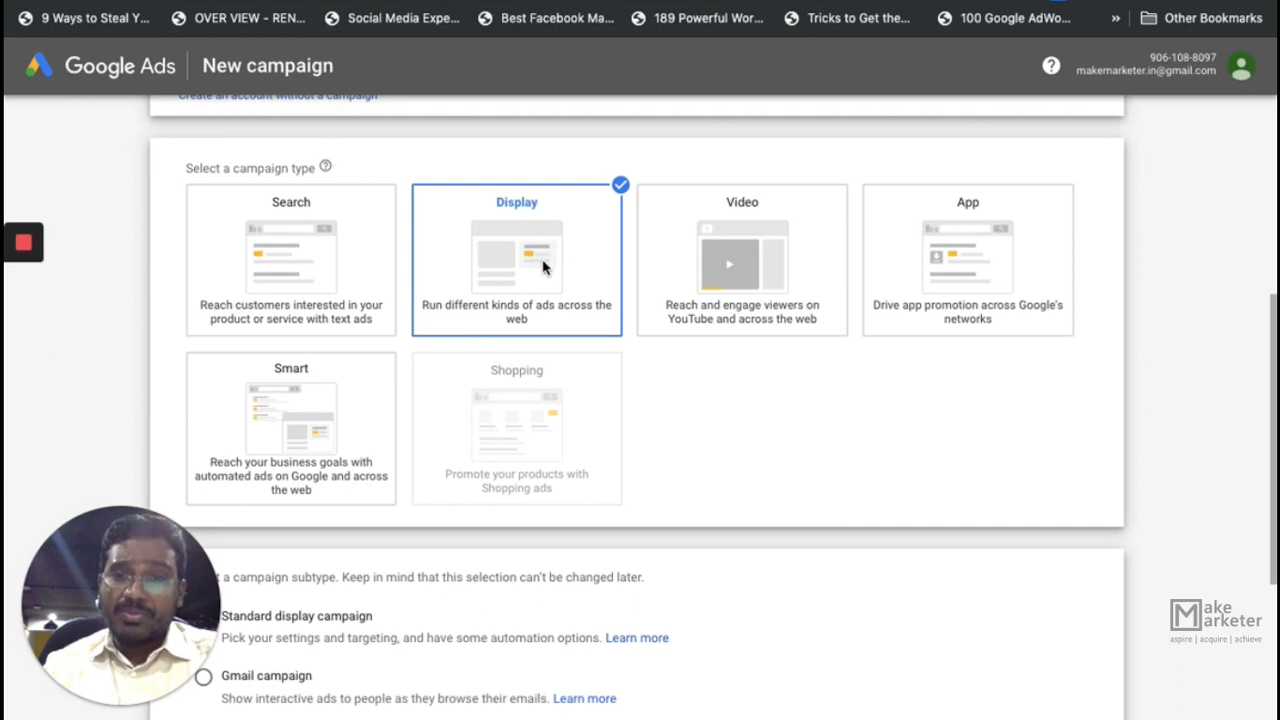 9 Ways to Steal Y...
OVER VIEW - REN...
Social Media Expe...
Best Facebook Ma...
189 Powerful Wor...
Tricks to Get the...
100 Google AdWo...
»
Other Bookmarks
Google Ads
New campaign
906-108-8097
makemarketer.in@gmail.com
Create an account without a campaign
Select a campaign type
Search
Reach customers interested in your
product or service with text ads
Display
Run different kinds of ads across the
web
Video
Reach and engage viewers on
YouTube and across the web
App
Drive app promotion across Google's
networks
Smart
Reach your business goals with
automated ads on Google and across
the web
Shopping
Promote your products with
Shopping ads
a campaign subtype. Keep in mind that this selection can't be changed later.
Standard display campaign
Pick your settings and targeting, and have some automation options. Learn more
Gmail campaign
Show interactive ads to people as they browse their emails. Learn more
Make
Marketer
aspire | acquire | achieve